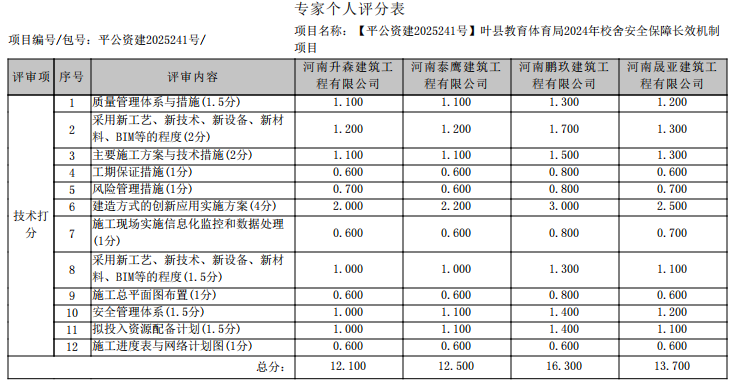 专家个人评分表
项目编号/包号: 平公资建2025241号/
项目名称: 【平公资建2025241号】叶县教育体育局2024年校舍安全保障长效机制
项目
评审项 序号 评审内容 河南升森建筑工程有限公司 河南泰鹰建筑工程有限公司 河南鹏玖建筑工程有限公司 河南晟亚建筑工程有限公司
技术打分
1 质量管理体系与措施(1.5分) 1.100 1.100 1.300 1.200
2 采用新工艺、新技术、新设备、新材料、BIM等的程度(2分) 1.200 1.200 1.700 1.300
3 主要施工方案与技术措施(2分) 1.100 1.100 1.500 1.300
4 工期保证措施(1分) 0.600 0.600 0.800 0.600
5 风险管理措施(1分) 0.700 0.600 0.800 0.700
6 建造方式的创新应用实施方案(4分) 2.000 2.200 3.000 2.500
7 施工现场实施信息化监控和数据处理(1分) 0.600 0.600 0.800 0.700
8 采用新工艺、新技术、新设备、新材料、BIM等的程度(1.5分) 1.000 1.000 1.300 1.100
9 施工总平面图布置(1分) 0.600 0.600 0.800 0.600
10 安全管理体系(1.5分) 1.000 1.100 1.400 1.200
11 拟投入资源配备计划(1.5分) 1.000 1.100 1.400 1.100
12 施工进度表与网络计划图(1分) 0.600 0.600 0.600 0.600
总分: 12.100 12.500 16.300 13.700